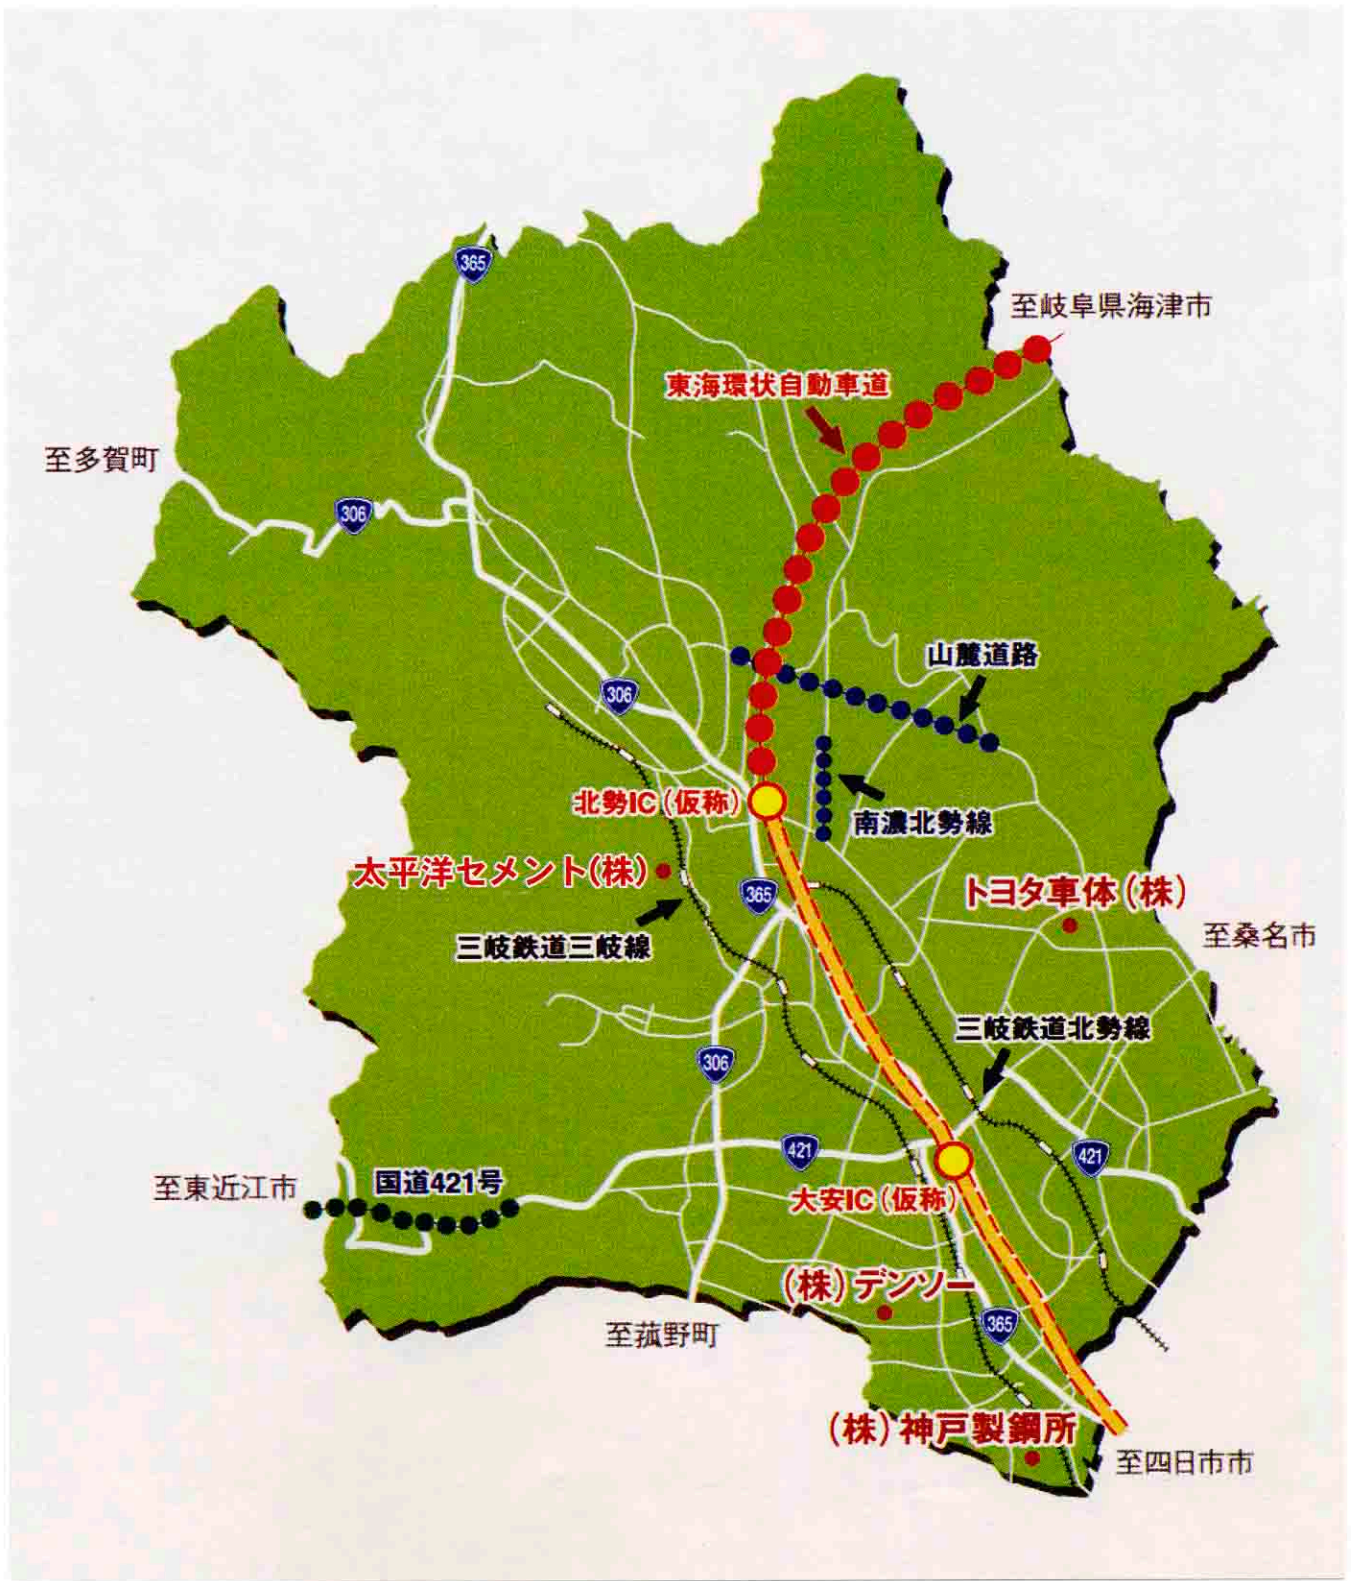 365
至岐阜県海津市
東海環状自動車道
至多賀町
306
山麓道路
306
北勢IC(仮称)
南濃北勢線
太平洋セメント(株)
365
トヨタ車体(株)
三岐鉄道三岐線
至桑名市
三岐鉄道北勢線
306
421
421
国道421号
至東近江市
大安IC(仮称)
(株)デンソー
365
至菰野町
(株)神戸製鋼所
至四日市市